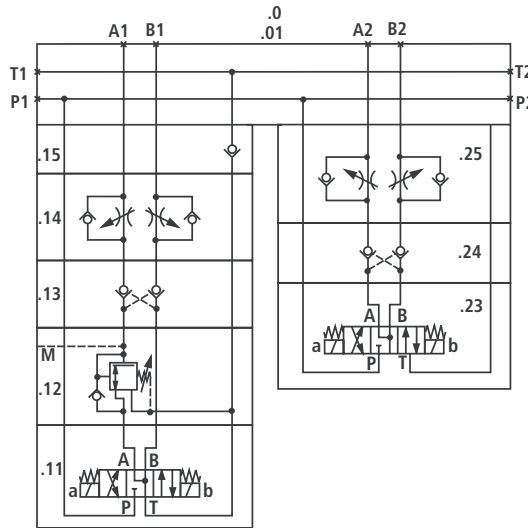 A1 B1 .0 A2 B2
.01
T1 T2
P1 P2
.15 .25
.14
.24
.13 .23
A B
a b
P T
M
.12
.11 A B
a b
P T